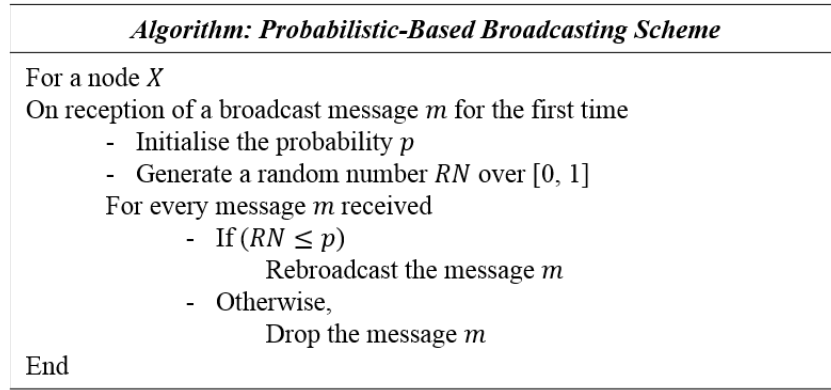 Algorithm: Probabilistic-Based Broadcasting Scheme
For a node X
On reception of a broadcast message m for the first time
- Initialise the probability p
- Generate a random number RN over [0, 1]
For every message m received
- If (RN ≤ p)
Rebroadcast the message m
- Otherwise,
Drop the message m
End